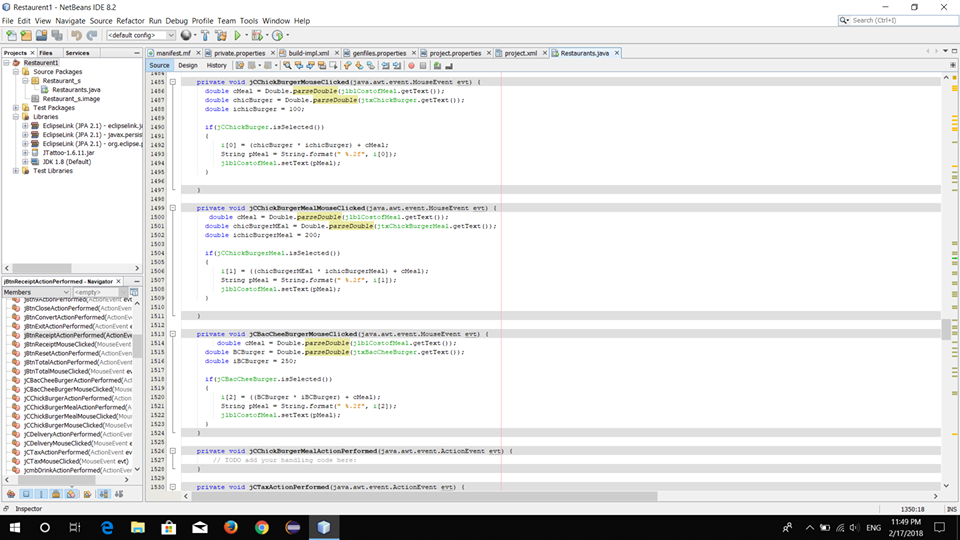 Restaurent1 - NetBeans IDE 8.2
File Edit View Navigate Source Refactor Run Debug Profile Team Tools Window Help
<default config>
Search (Ctrl+I)
Projects Files Services
manifest.mf private.properties build-impl.xml genfiles.properties project.properties project.xml Restaurants.java
Source Design History
Restaurent1
Source Packages
Restaurant_s
Restaurants.java
Restaurant_s.image
Test Packages
Libraries
EclipseLink (JPA 2.1) - eclipselink.ja
EclipseLink (JPA 2.1) - javax.persis
EclipseLink (JPA 2.1) - org.eclipse.p
JTattoo-1.6.11.jar
JDK 1.8 (Default)
Test Libraries
jBtnReceiptActionPerformed - Navigator
Members <empty>
jBtnCloseActionPerformed(ActionEven
jBtnConvertActionPerformed(ActionEv
jBtnExtActionPerformed(ActionEvent
jBtnReceiptActionPerformed(ActionEve
jBtnReceiptMouseClicked(MouseEvent
jBtnResetActionPerformed(ActionEven
jBtnTotalActionPerformed(ActionEven
jBtnTotalMouseClicked(MouseEvent ev
jCBacCheeBurgerActionPerformed(Act
jCBacCheeBurgerMouseClicked(Mouse
jCChickBurgerActionPerformed(Action
jCChickBurgerMealActionPerformed(A
jCChickBurgerMealMouseClicked(Mou
jCChickBurgerMouseClicked(MouseEve
jCDeliveryActionPerformed(ActionEven
jCDeliveryMouseClicked(MouseEvent
jCTaxActionPerformed(ActionEvent evt
jCTaxMouseClicked(MouseEvent evt)
jcmbDrinkActionPerformed(ActionEven
1484
1485 private void jCChickBurgerMouseClicked(java.awt.event.MouseEvent evt) {
1486 double cMeal = Double.parseDouble(jlblCostofMeal.getText());
1487 double chicBurger = Double.parseDouble(jtxChickBurger.getText());
1488 double ichicBurger = 100;
1489
1490 if(jCChickBurger.isSelected())
1491 {
1492 i[0] = (chicBurger * ichicBurger) + cMeal;
1493 String pMeal = String.format(" %.2f", i[0]);
1494 jlblCostofMeal.setText(pMeal);
1495 }
1496
1497 }
1498
1499 private void jCChickBurgerMealMouseClicked(java.awt.event.MouseEvent evt) {
1500 double cMeal = Double.parseDouble(jlblCostofMeal.getText());
1501 double chicBurgerMEal = Double.parseDouble(jtxChickBurgerMeal.getText());
1502 double ichicBurgerMeal = 200;
1503
1504 if(jCChickBurgerMeal.isSelected())
1505 {
1506 i[1] = ((chicBurgerMEal * ichicBurgerMeal) + cMeal);
1507 String pMeal = String.format(" %.2f", i[1]);
1508 jlblCostofMeal.setText(pMeal);
1509 }
1510
1511 }
1512
1513 private void jCBacCheeBurgerMouseClicked(java.awt.event.MouseEvent evt) {
1514 double cMeal = Double.parseDouble(jlblCostofMeal.getText());
1515 double BCBurger = Double.parseDouble(jtxBacCheeBurger.getText());
1516 double iBCBurger = 250;
1517
1518 if(jCBacCheeBurger.isSelected())
1519 {
1520 i[2] = ((BCBurger * iBCBurger) + cMeal);
1521 String pMeal = String.format(" %.2f", i[2]);
1522 jlblCostofMeal.setText(pMeal);
1523 }
1524 }
1525
1526 private void jCChickBurgerMealActionPerformed(java.awt.event.ActionEvent evt) {
1527 // TODO add your handling code here:
1528 }
1529
1530 private void jCTaxActionPerformed(java.awt.event.ActionEvent evt) {
Inspector
1350:18 INS
ENG
11:49 PM
2/17/2018